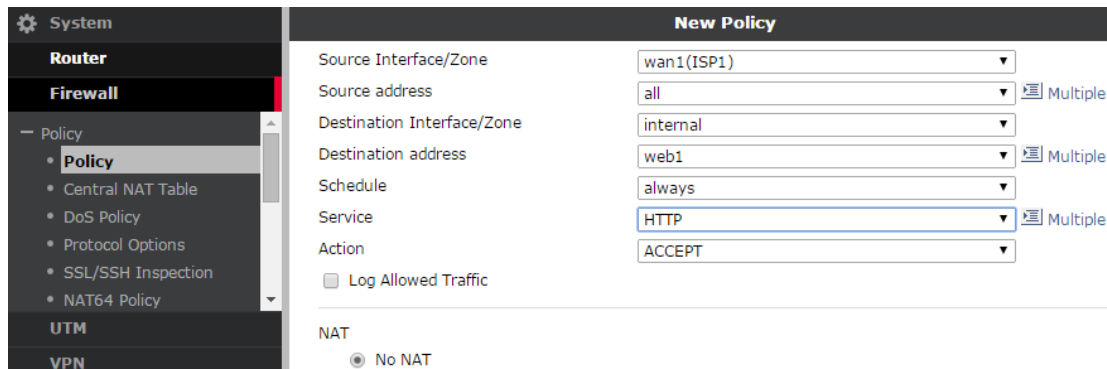 System
Router
Firewall
Policy
Policy
Central NAT Table
DoS Policy
Protocol Options
SSL/SSH Inspection
NAT64 Policy
UTM
VPN
New Policy
Source Interface/Zone wan1(ISP1)
Source address all Multiple
Destination Interface/Zone internal
Destination address web1 Multiple
Schedule always
Service HTTP Multiple
Action ACCEPT
Log Allowed Traffic
NAT
No NAT